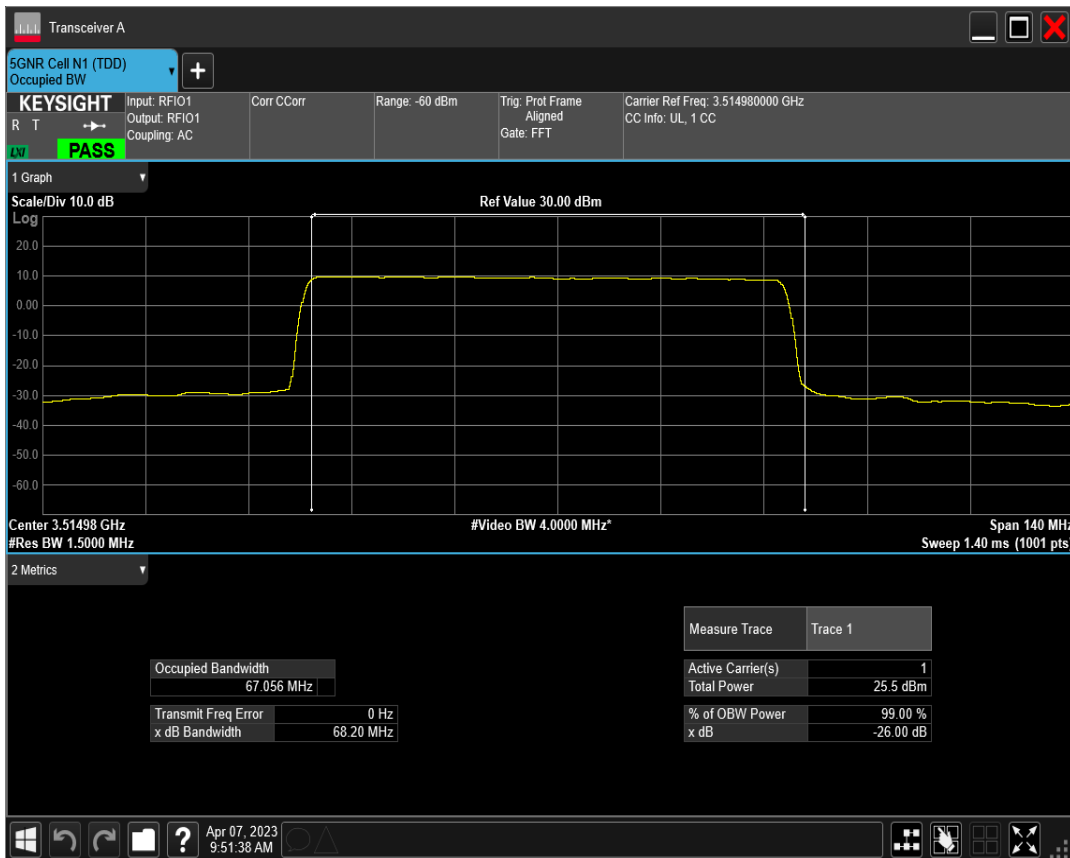 Transceiver A
5GNR Cell N1 (TDD)
Occupied BW
+
KEYSIGHT
R T
LXI
PASS
Input: RFIO1
Output: RFIO1
Coupling: AC
Corr CCorr
Range: -60 dBm
Trig: Prot Frame
Aligned
Gate: FFT
Carrier Ref Freq: 3.514980000 GHz
CC Info: UL, 1 CC
1 Graph
Scale/Div 10.0 dB
Ref Value 30.00 dBm
Log
20.0
10.0
0.00
-10.0
-20.0
-30.0
-40.0
-50.0
-60.0
Center 3.51498 GHz
#Video BW 4.0000 MHz*
Span 140 MHz
#Res BW 1.5000 MHz
Sweep 1.40 ms (1001 pts)
2 Metrics
Measure Trace Trace 1
Occupied Bandwidth
67.056 MHz
Active Carrier(s) 1
Total Power 25.5 dBm
Transmit Freq Error 0 Hz
x dB Bandwidth 68.20 MHz
% of OBW Power 99.00 %
x dB -26.00 dB
?
Apr 07, 2023
9:51:38 AM